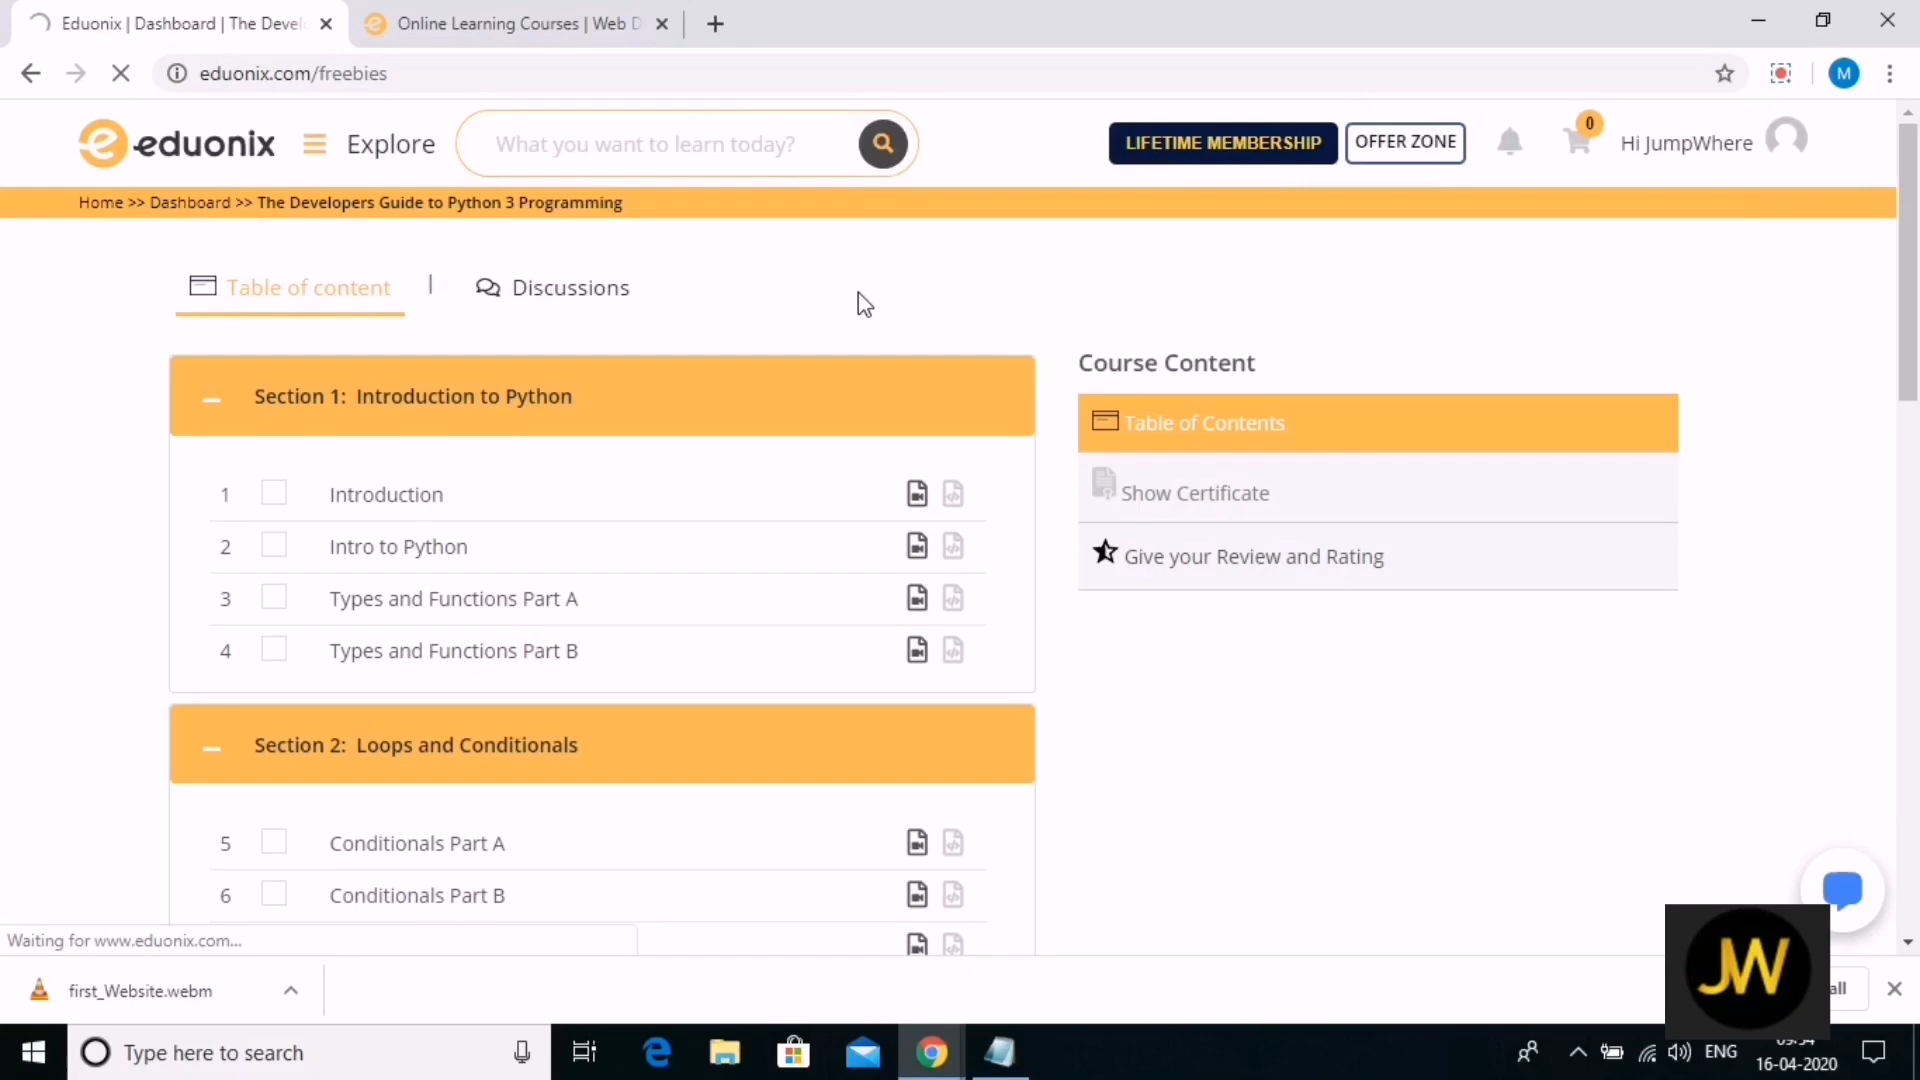 Eduonix | Dashboard | The Devel
Online Learning Courses | Web D
eduonix.com/freebies
M
eduonix
Explore
What you want to learn today?
LIFETIME MEMBERSHIP
OFFER ZONE
0
Hi JumpWhere
Home >> Dashboard >> The Developers Guide to Python 3 Programming
Table of content
Discussions
Section 1: Introduction to Python
1 Introduction
2 Intro to Python
3 Types and Functions Part A
4 Types and Functions Part B
Section 2: Loops and Conditionals
5 Conditionals Part A
6 Conditionals Part B
Course Content
Table of Contents
Show Certificate
Give your Review and Rating
Waiting for www.eduonix.com...
first_Website.webm
JW
all
Type here to search
ENG
16-04-2020